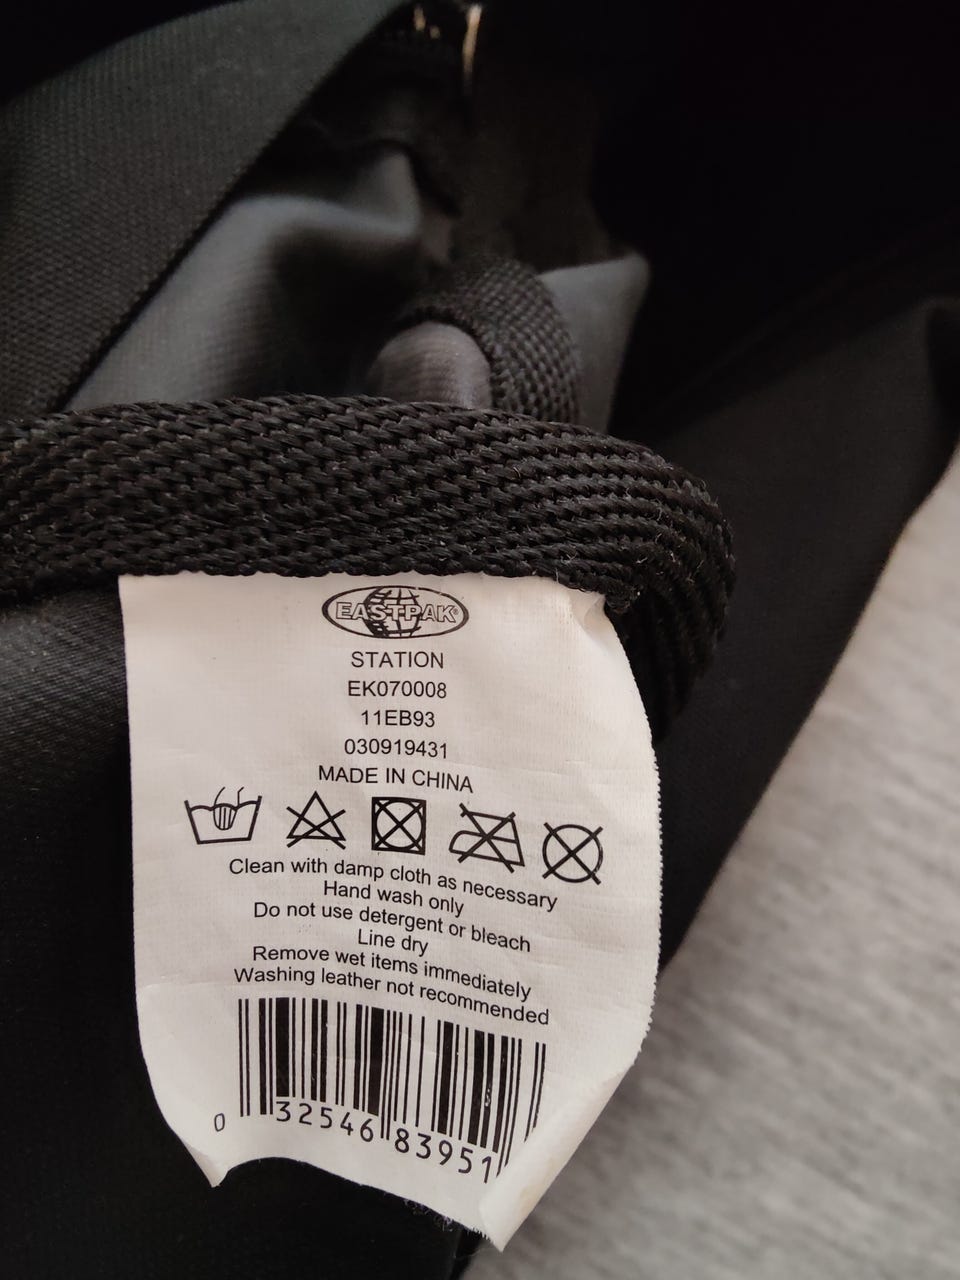 EASTPAK®
STATION
EK070008
11EB93
030919431
MADE IN CHINA
Clean with damp cloth as necessary
Hand wash only
Do not use detergent or bleach
Line dry
Remove wet items immediately
Washing leather not recommended
0 32546 83951